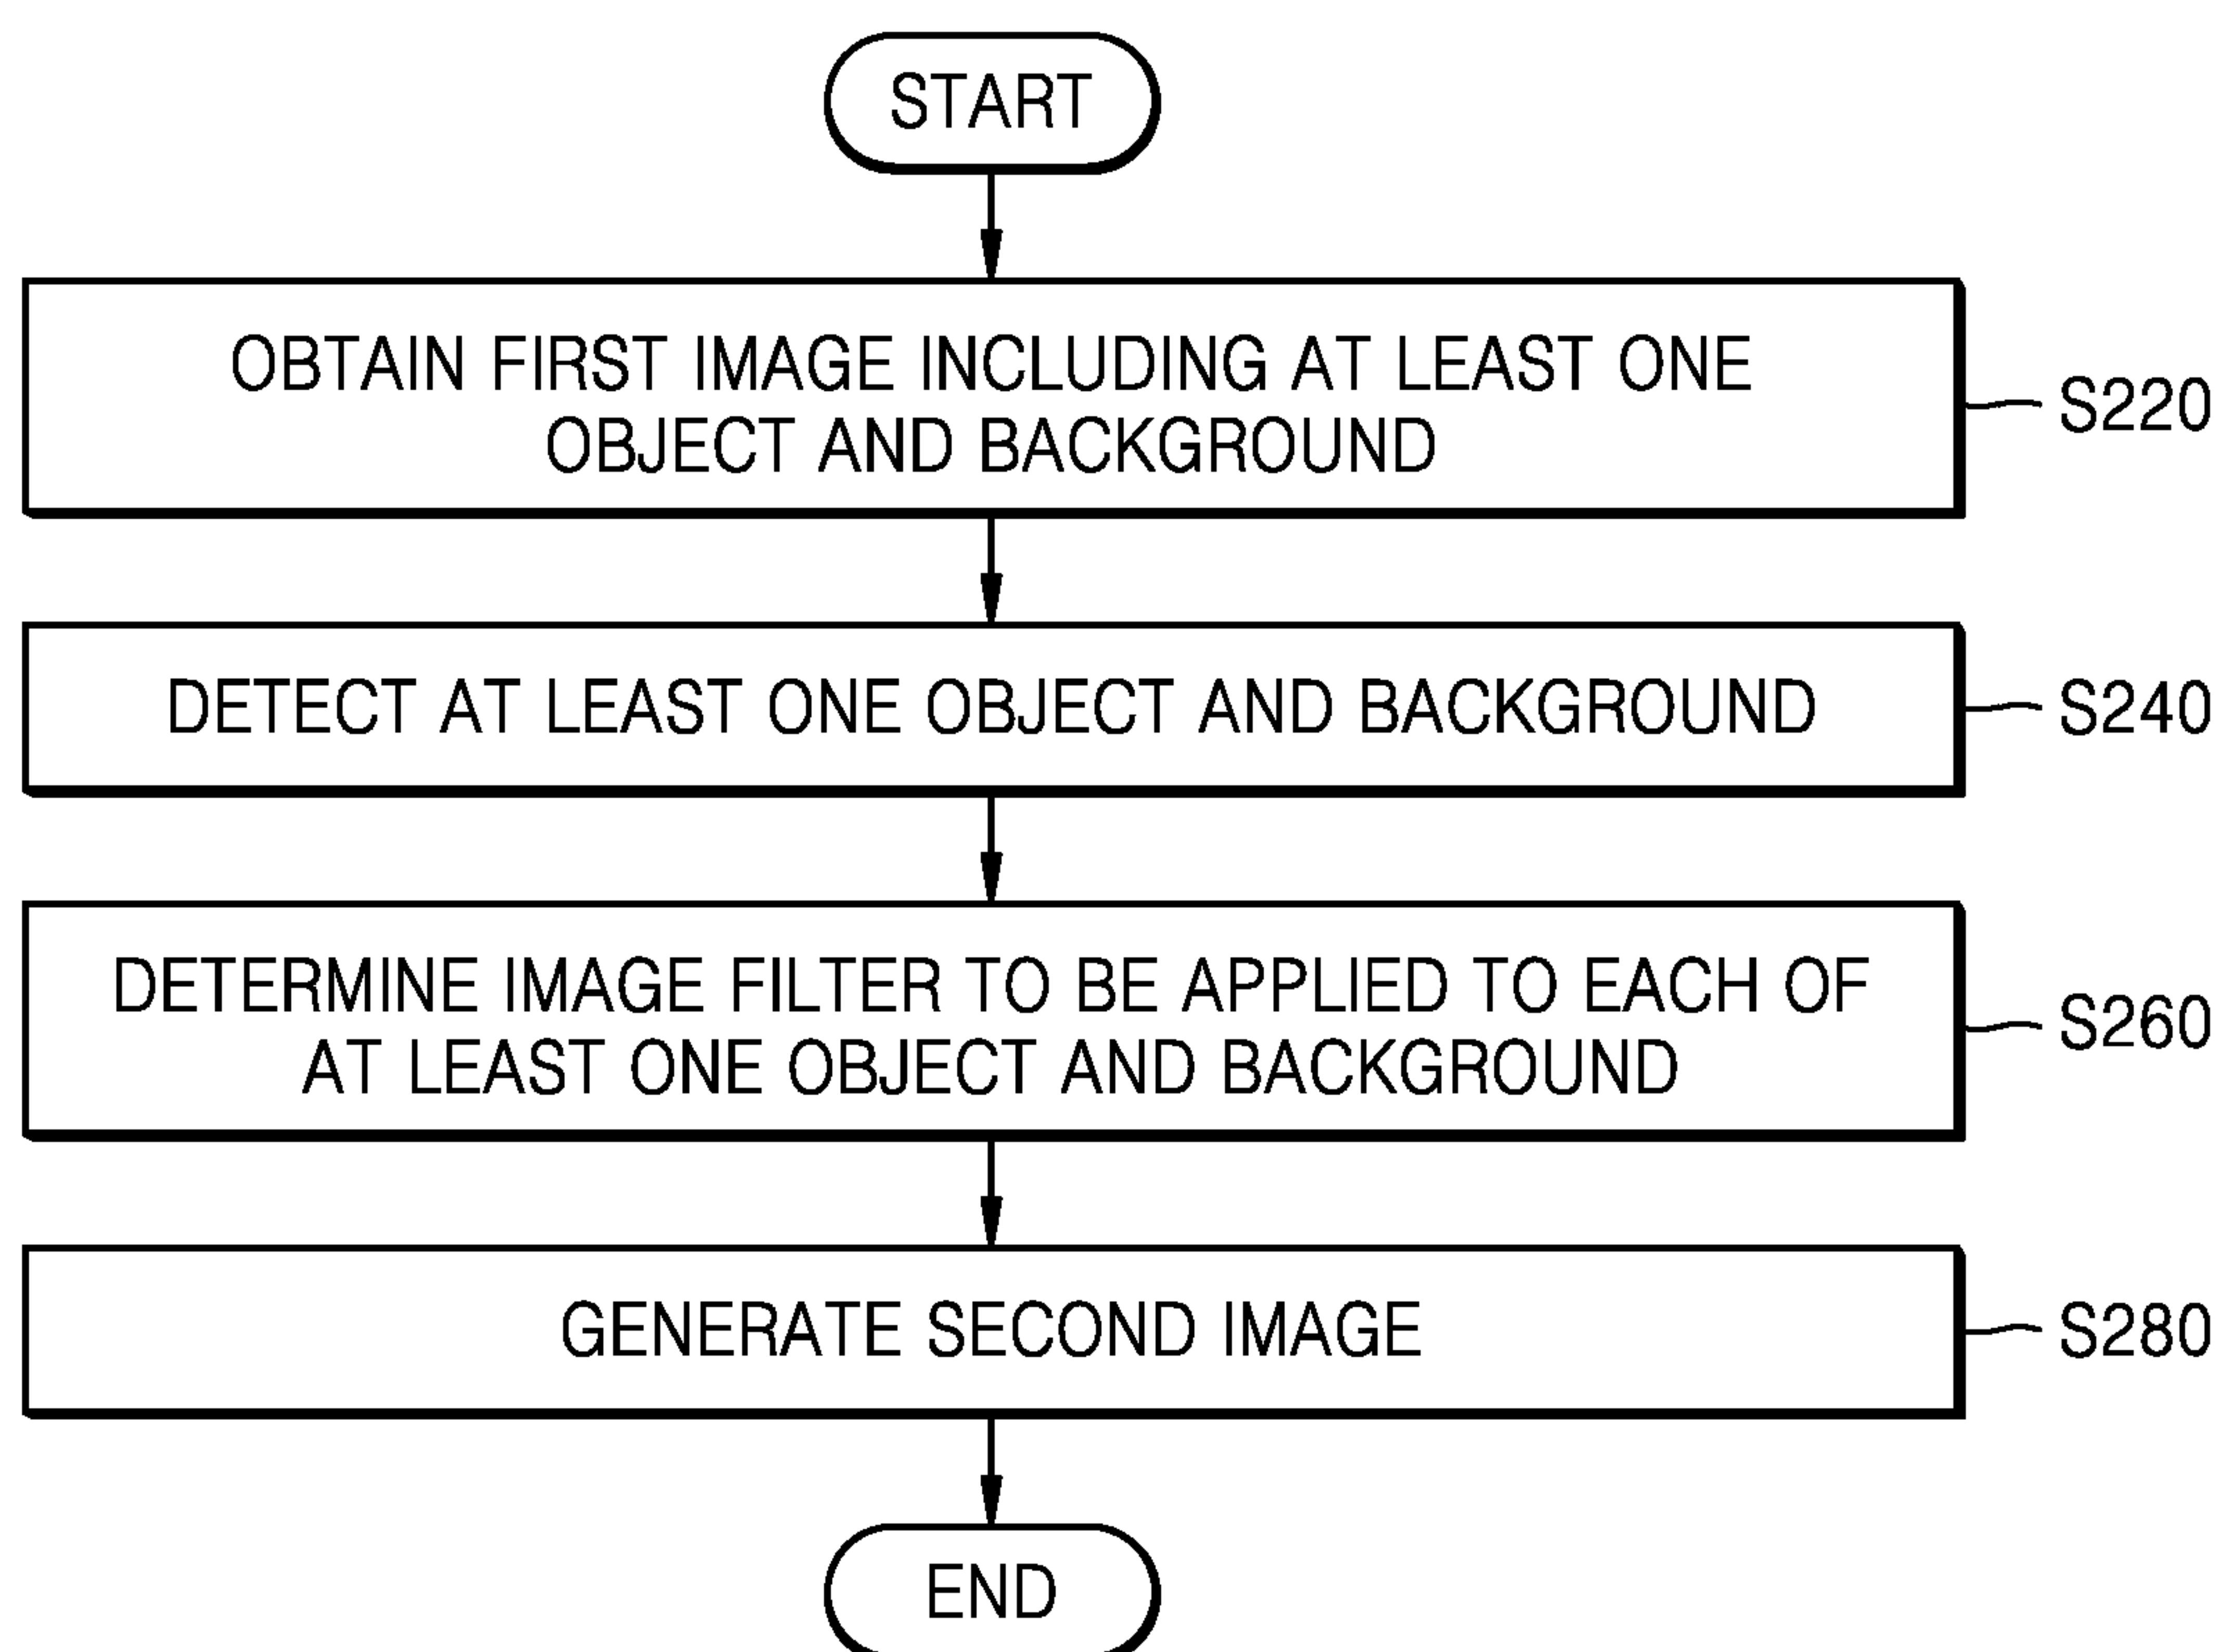 START
OBTAIN FIRST IMAGE INCLUDING AT LEAST ONE
OBJECT AND BACKGROUND
S220
DETECT AT LEAST ONE OBJECT AND BACKGROUND
S240
DETERMINE IMAGE FILTER TO BE APPLIED TO EACH OF
AT LEAST ONE OBJECT AND BACKGROUND
S260
GENERATE SECOND IMAGE
S280
END